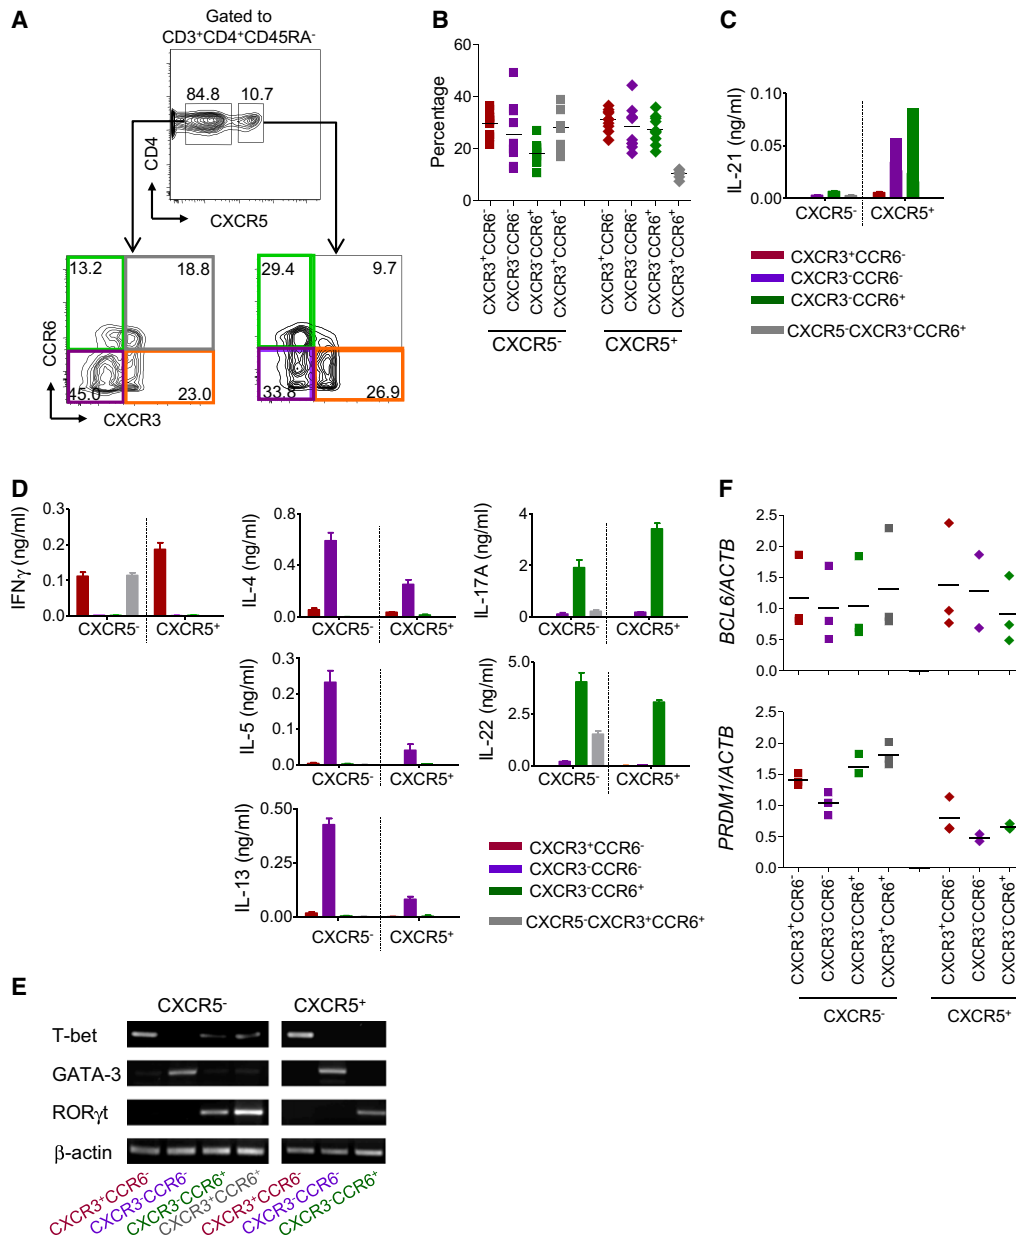 A
Gated to
CD3⁺CD4⁺CD45RA⁻
84.8 10.7
CD4
CXCR5
13.2 18.8
45.0 23.0
29.4 9.7
33.8 26.9
CCR6
CXCR3
B
Percentage
60
40
20
0
CXCR3⁺CCR6⁻
CXCR3⁻CCR6⁻
CXCR3⁻CCR6⁺
CXCR3⁺CCR6⁺
CXCR3⁺CCR6⁻
CXCR3⁻CCR6⁻
CXCR3⁻CCR6⁺
CXCR3⁺CCR6⁺
CXCR5⁻ CXCR5⁺
C
IL-21 (ng/ml)
0.10
0.05
0.00
CXCR5⁻ CXCR5⁺
CXCR3⁺CCR6⁻
CXCR3⁻CCR6⁻
CXCR3⁻CCR6⁺
CXCR5⁻CXCR3⁺CCR6⁺
D
IFNγ (ng/ml)
0.3
0.2
0.1
0.0
CXCR5⁻ CXCR5⁺
IL-4 (ng/ml)
0.8
0.4
0.0
CXCR5⁻ CXCR5⁺
IL-17A (ng/ml)
4
2
0
CXCR5⁻ CXCR5⁺
IL-5 (ng/ml)
0.3
0.2
0.1
0.0
CXCR5⁻ CXCR5⁺
IL-22 (ng/ml)
5.0
2.5
0.0
CXCR5⁻ CXCR5⁺
IL-13 (ng/ml)
0.50
0.25
0.00
CXCR5⁻ CXCR5⁺
CXCR3⁺CCR6⁻
CXCR3⁻CCR6⁻
CXCR3⁻CCR6⁺
CXCR5⁻CXCR3⁺CCR6⁺
E
CXCR5⁻ CXCR5⁺
T-bet
GATA-3
RORγt
β-actin
CXCR3⁺CCR6⁻
CXCR3⁻CCR6⁻
CXCR3⁻CCR6⁺
CXCR3⁺CCR6⁺
CXCR3⁺CCR6⁻
CXCR3⁻CCR6⁻
CXCR3⁻CCR6⁺
F
BCL6/ACTB
2.5
2.0
1.5
1.0
0.5
0.0
PRDM1/ACTB
2.5
2.0
1.5
1.0
0.5
0.0
CXCR3⁺CCR6⁻
CXCR3⁻CCR6⁻
CXCR3⁻CCR6⁺
CXCR3⁺CCR6⁺
CXCR3⁺CCR6⁻
CXCR3⁻CCR6⁻
CXCR3⁻CCR6⁺
CXCR5⁻ CXCR5⁺